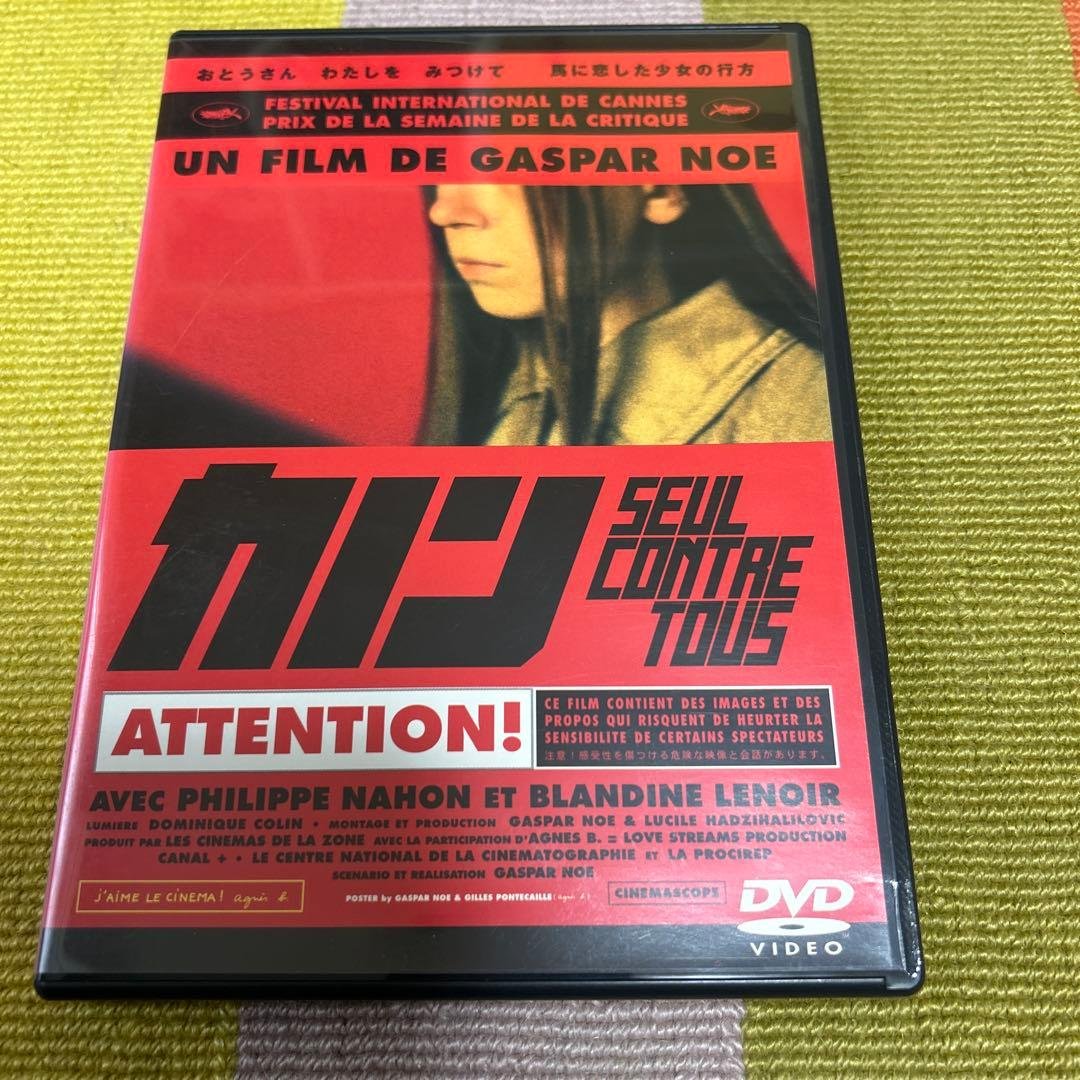 おとうさん わたしを みつけて 馬に恋した少女の行方
FESTIVAL INTERNATIONAL DE CANNES
PRIX DE LA SEMAINE DE LA CRITIQUE
UN FILM DE GASPAR NOE
カノン
SEUL
CONTRE
TOUS
ATTENTION!
CE FILM CONTIENT DES IMAGES ET DES
PROPOS QUI RISQUENT DE HEURTER LA
SENSIBILITE DE CERTAINS SPECTATEURS
注意！感受性を傷つける危険な映像と会話があります。
AVEC PHILIPPE NAHON ET BLANDINE LENOIR
LUMIERE DOMINIQUE COLIN • MONTAGE ET PRODUCTION GASPAR NOE & LUCILE HADZIHALILOVIC
PRODUIT PAR LES CINEMAS DE LA ZONE AVEC LA PARTICIPATION D'AGNES B. = LOVE STREAMS PRODUCTION
CANAL + • LE CENTRE NATIONAL DE LA CINEMATOGRAPHIE ET LA PROCIREP
SCENARIO ET REALISATION GASPAR NOE
J'AIME LE CINEMA! agnès b.
POSTER by GASPAR NOE & GILLES PONTECAILLE (agnès b.)
CINEMASCOPE
DVD
VIDEO